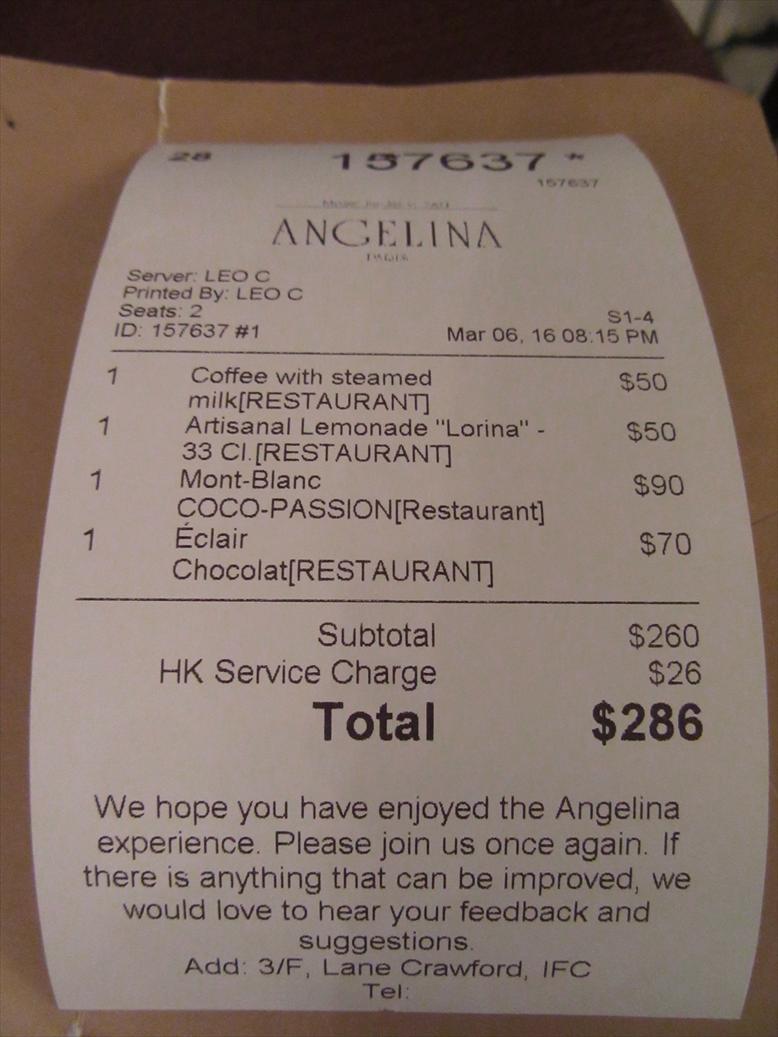 28 157637 *
157637
ANGELINA
PARIS
Server: LEO C
Printed By: LEO C
Seats: 2
S1-4
ID: 157637 #1 Mar 06, 16 08:15 PM
1 Coffee with steamed $50
milk[RESTAURANT]
1 Artisanal Lemonade "Lorina" - $50
33 Cl.[RESTAURANT]
1 Mont-Blanc $90
COCO-PASSION[Restaurant]
1 Éclair $70
Chocolat[RESTAURANT]
Subtotal $260
HK Service Charge $26
Total $286
We hope you have enjoyed the Angelina
experience. Please join us once again. If
there is anything that can be improved, we
would love to hear your feedback and
suggestions.
Add: 3/F, Lane Crawford, IFC
Tel: